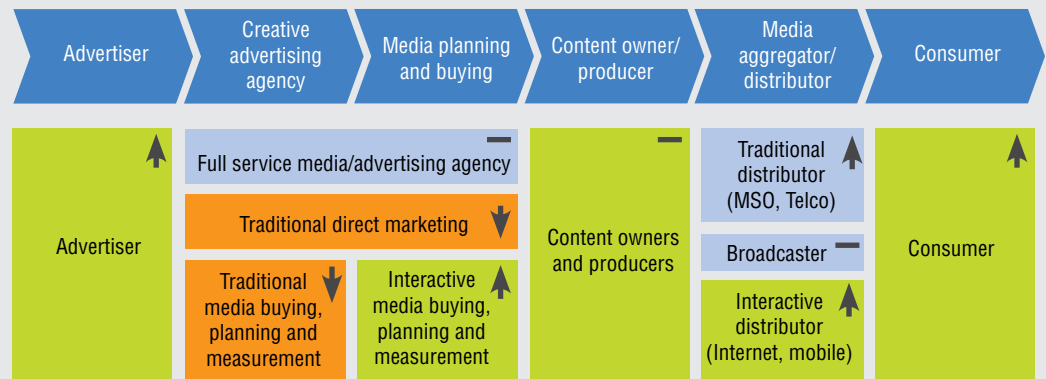 Advertiser
Creative
advertising
agency
Media planning
and buying
Content owner/
producer
Media
aggregator/
distributor
Consumer
Advertiser
Full service media/advertising agency
Traditional direct marketing
Traditional
media buying,
planning and
measurement
Interactive
media buying,
planning and
measurement
Content owners
and producers
Traditional
distributor
(MSO, Telco)
Broadcaster
Interactive
distributor
(Internet, mobile)
Consumer